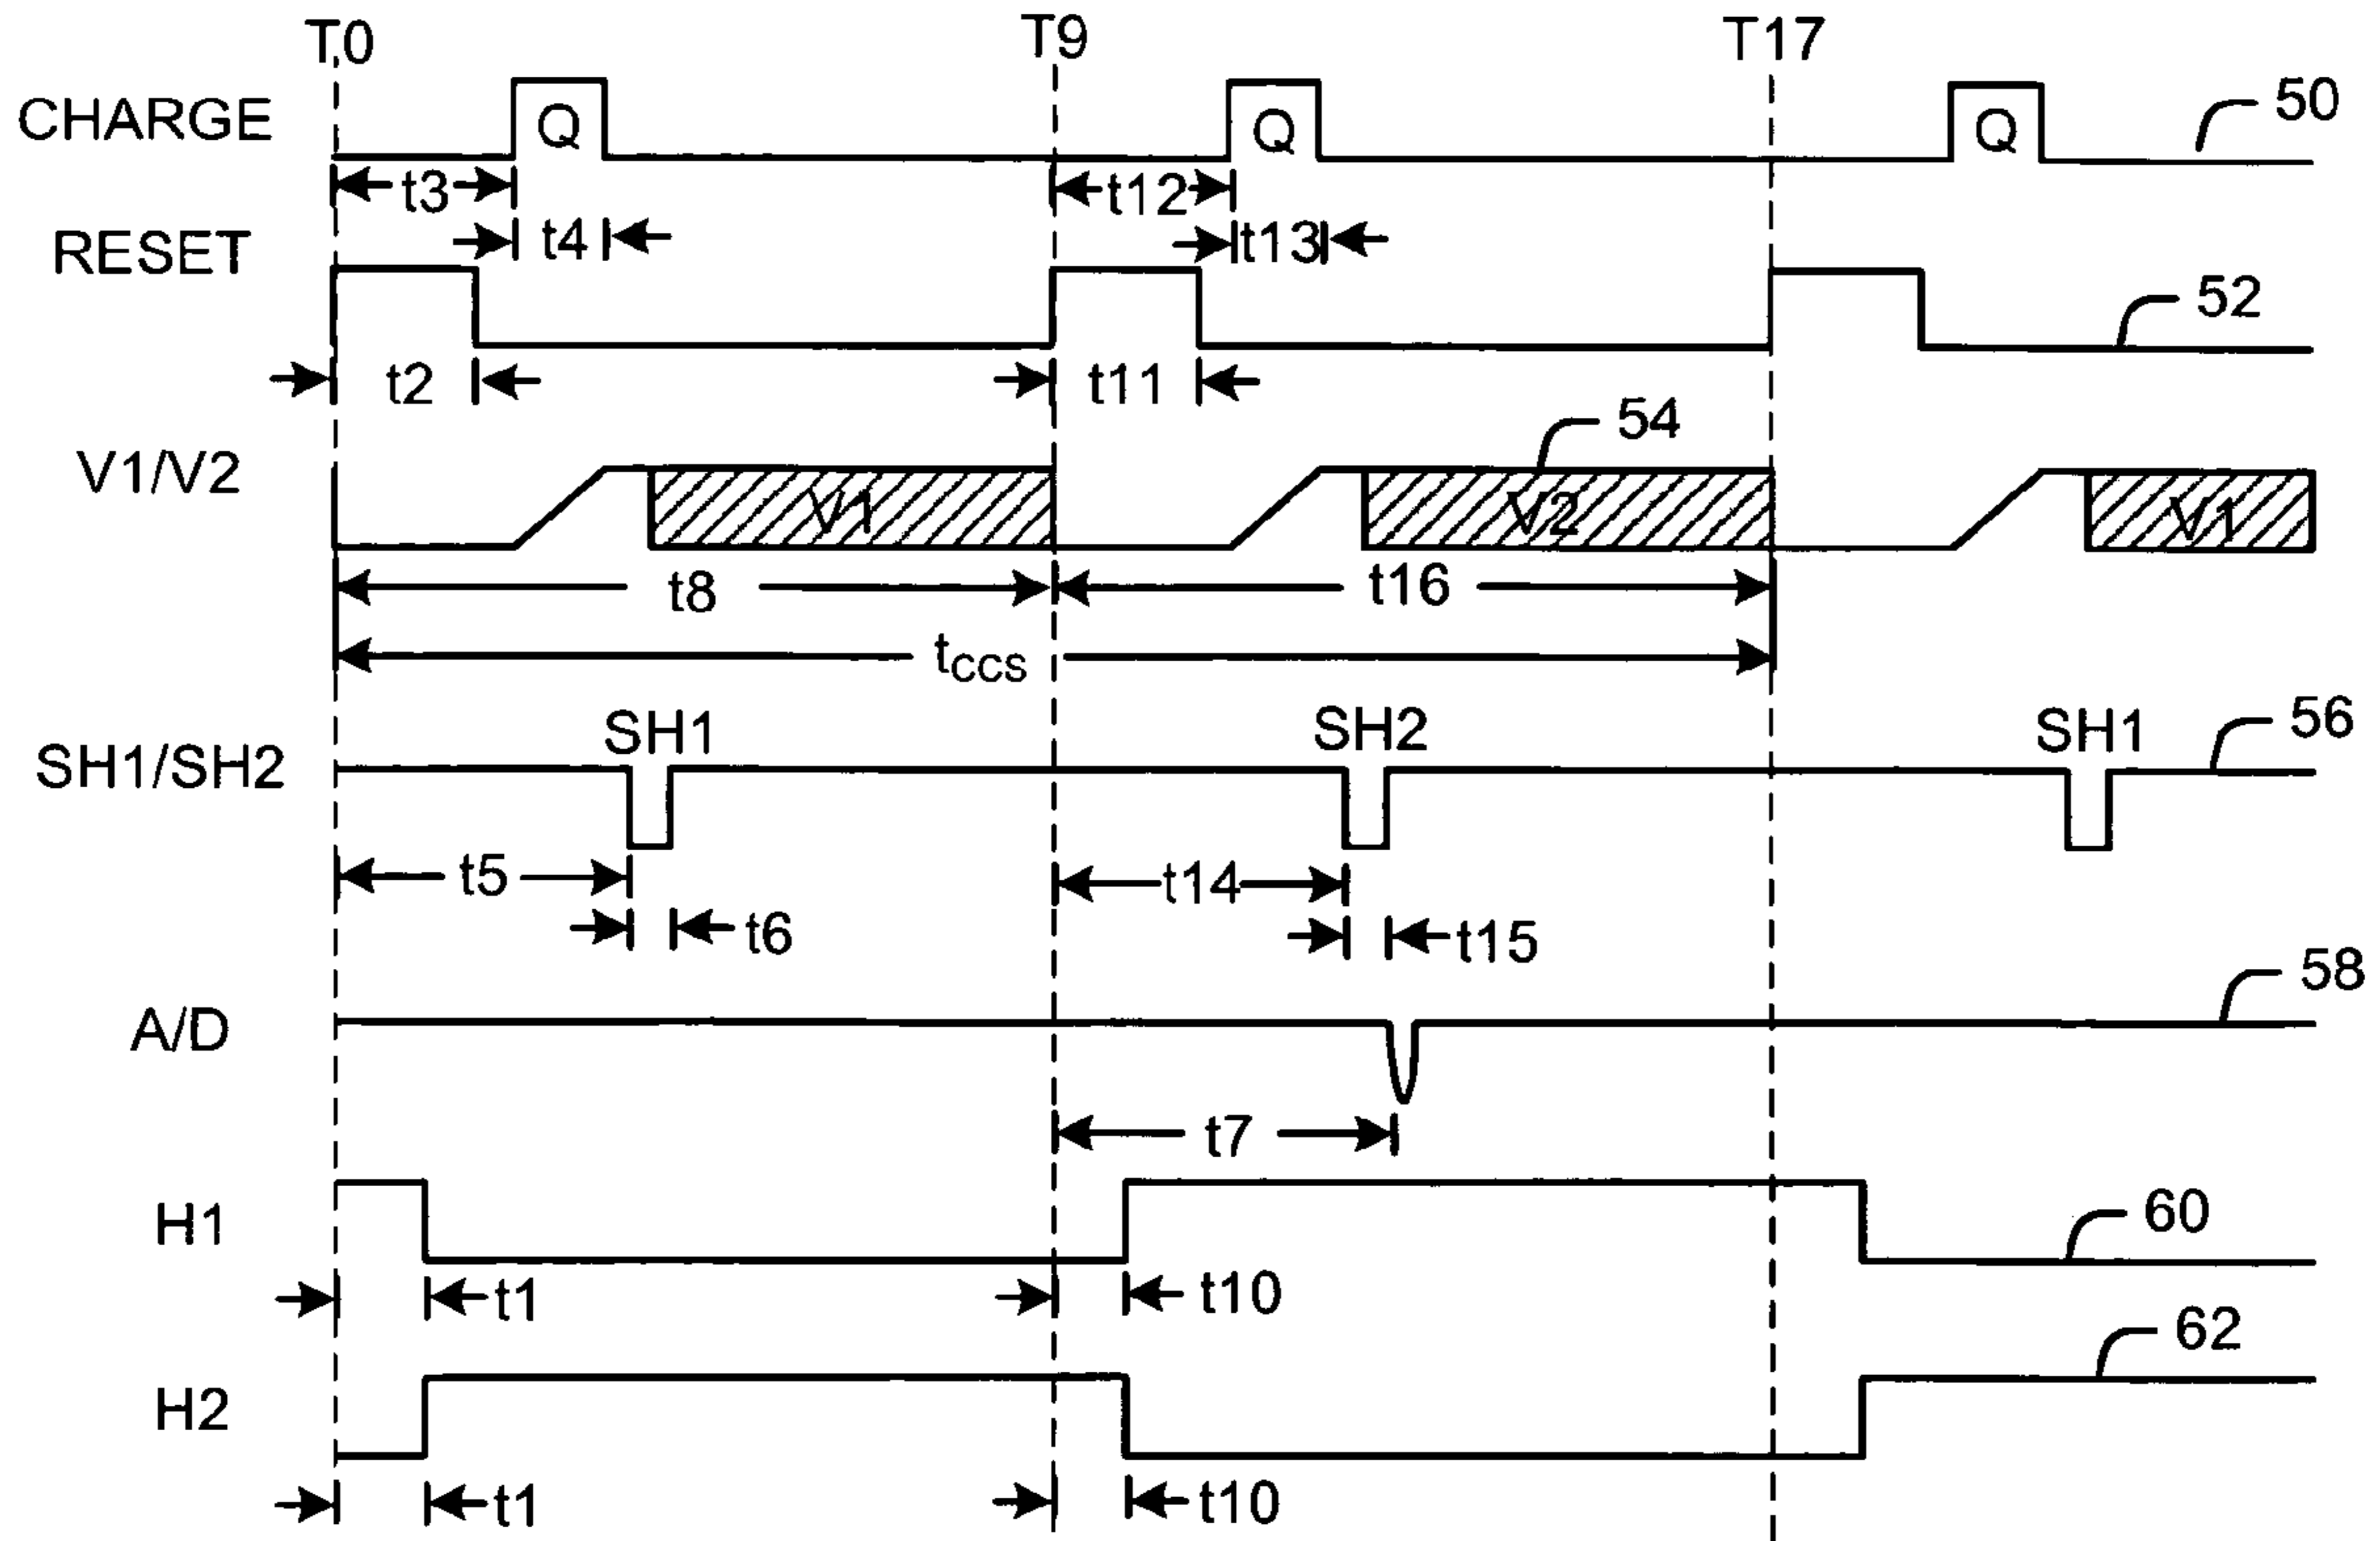 T0 T9 T17
CHARGE Q Q Q 50
t3 t12
t4 t13
RESET 52
t2 t11
54
V1/V2 V1 V2 V1
t8 t16
tCCS
SH1 SH2 SH1 56
SH1/SH2
t5 t14
t6 t15
58
A/D
t7
H1 60
t1 t10
62
H2
t1 t10